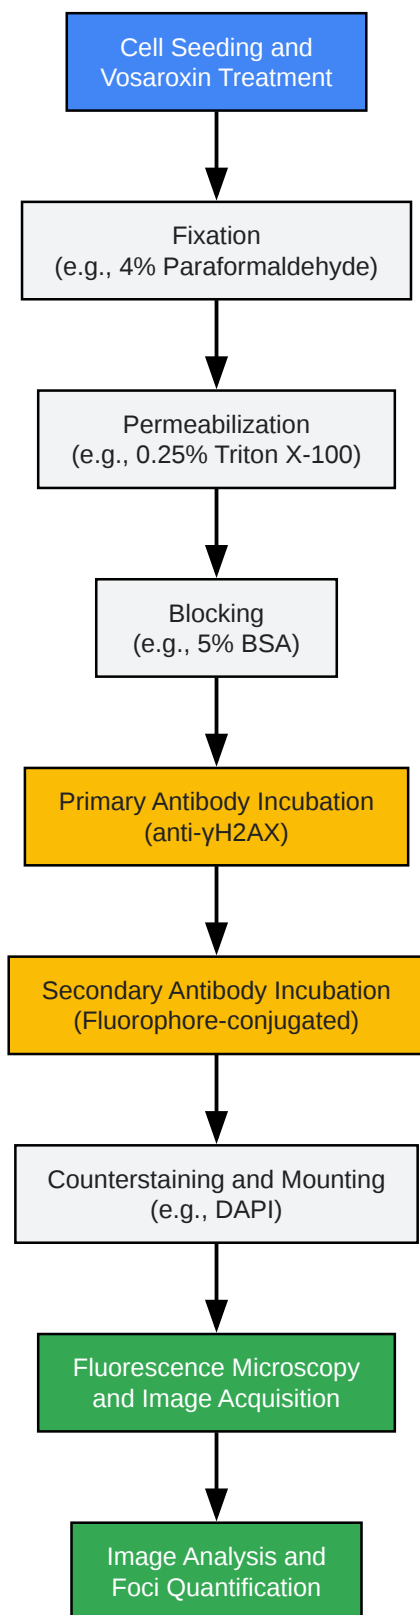 Cell Seeding and
Vosaroxin Treatment
Fixation
(e.g., 4% Paraformaldehyde)
Permeabilization
(e.g., 0.25% Triton X-100)
Blocking
(e.g., 5% BSA)
Primary Antibody Incubation
(anti-γH2AX)
Secondary Antibody Incubation
(Fluorophore-conjugated)
Counterstaining and Mounting
(e.g., DAPI)
Fluorescence Microscopy
and Image Acquisition
Image Analysis and
Foci Quantification